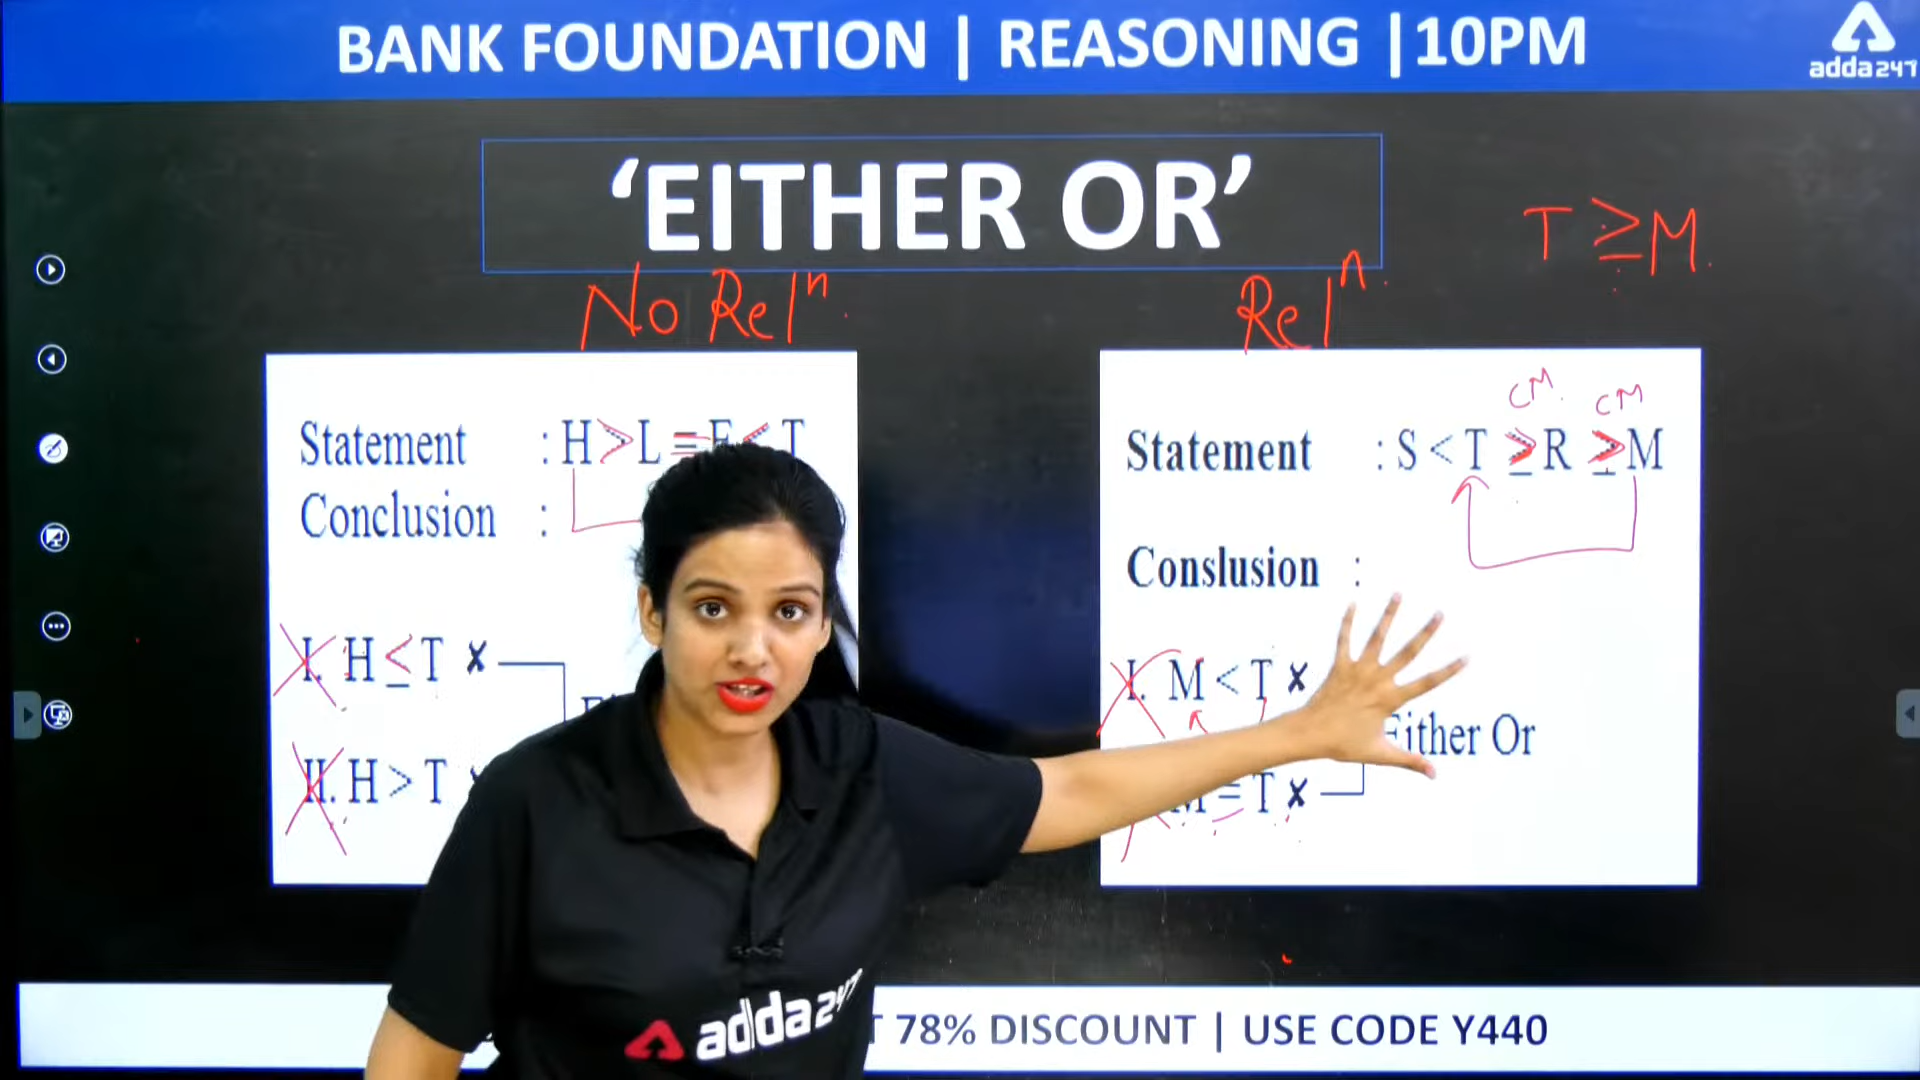 BANK FOUNDATION | REASONING |10PM
adda247
‘EITHER OR’
T ≥ M.
No Relⁿ.
Relⁿ.
Statement : H > L = E < T
Conclusion :
I. H ≤ T ×
II. H > T
CM. CM
Statement : S < T ≥ R ≥ M
Conslusion :
I. M < T ×
Either Or
M = T ×
adda247
78% DISCOUNT | USE CODE Y440